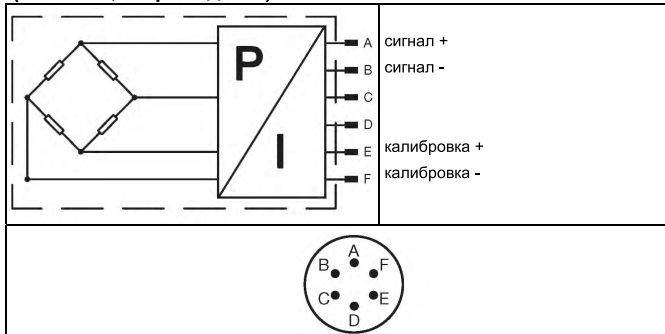 P
I
A сигнал +
B сигнал -
C
D
E калибровка +
F калибровка -
A
B F
C E
D